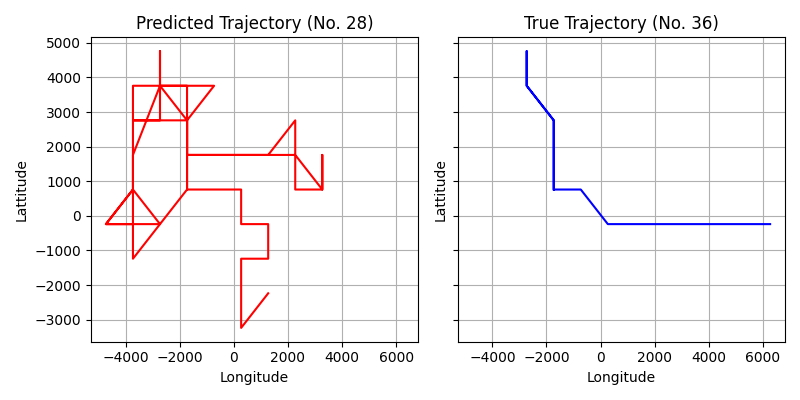 Predicted Trajectory (No. 28)
True Trajectory (No. 36)
5000
4000
3000
2000
1000
0
−1000
−2000
−3000
Lattitude
Lattitude
−4000 −2000 0 2000 4000 6000
−4000 −2000 0 2000 4000 6000
Longitude
Longitude